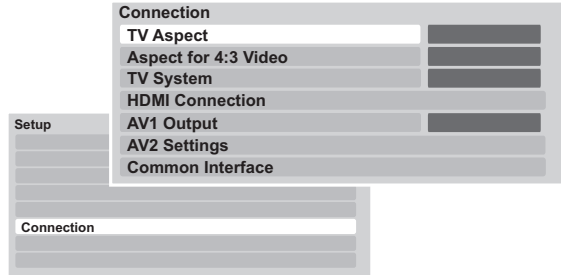 Connection
TV Aspect
Aspect for 4:3 Video
TV System
HDMI Connection
AV1 Output
AV2 Settings
Common Interface
Setup
Connection